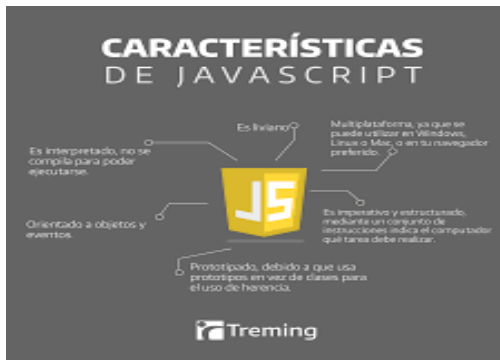 CARACTERÍSTICAS
DE JAVASCRIPT
Es liviano
Multiplataforma, ya que se
puede utilizar en Windows,
Linux o Mac, o en tu navegador
preferido.
Es interpretado, no se
compila para poder
ejecutarse.
JS
Orientado a objetos y
eventos.
Es imperativo y estructurado,
mediante un conjunto de
instrucciones indica el computador
qué tarea debe realizar.
Prototipado, debido a que usa
prototipos en vez de clases para
el uso de herencia.
Treming